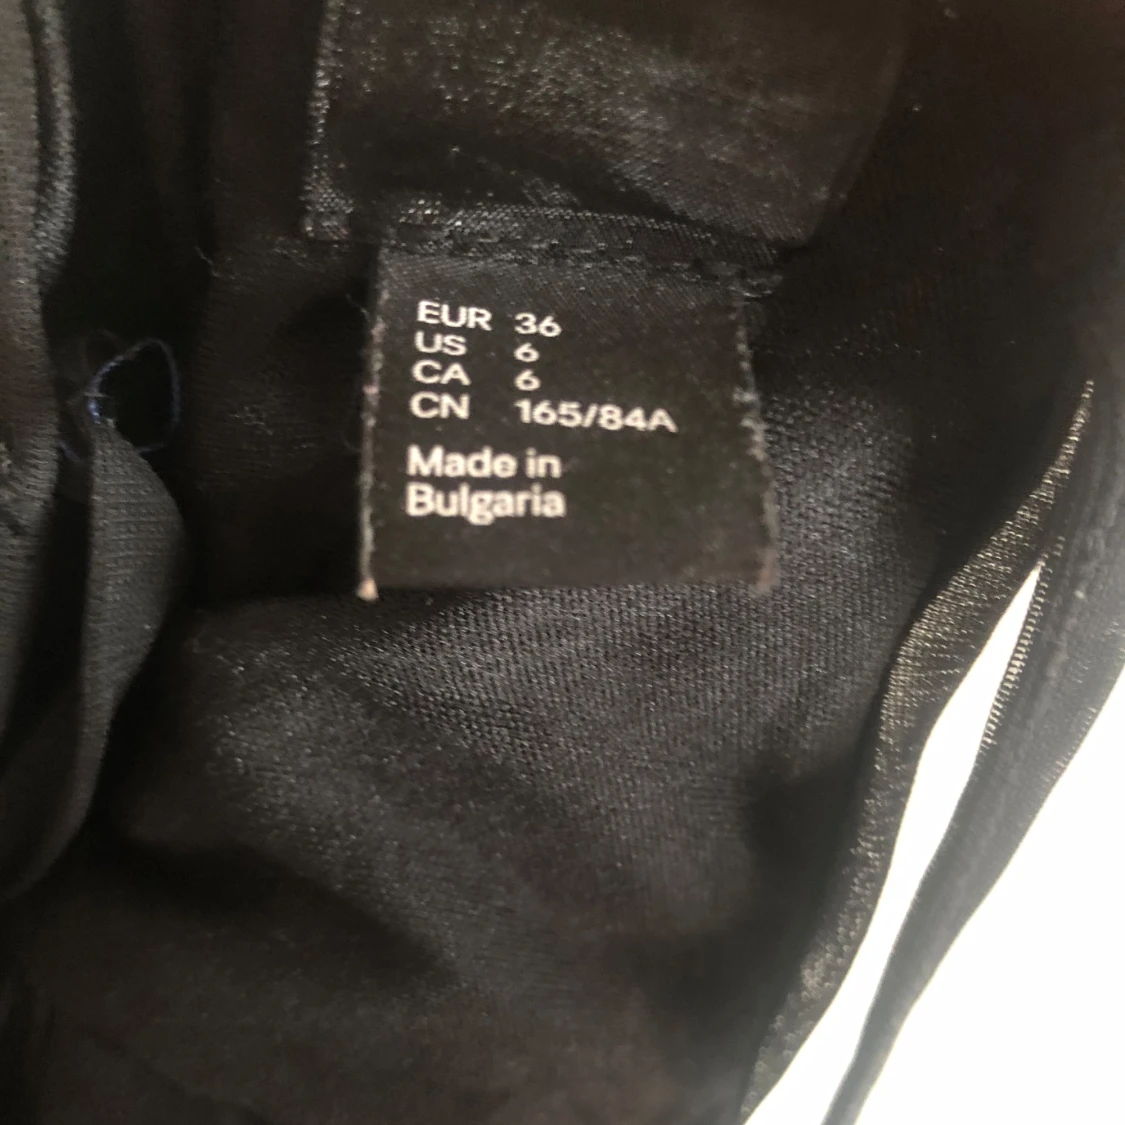 EUR 36
US 6
CA 6
CN 165/84A
Made in
Bulgaria